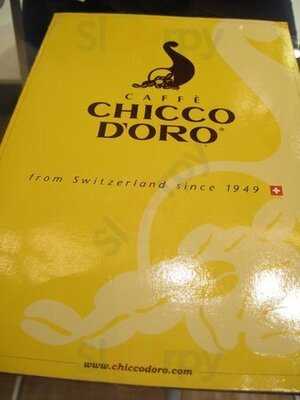 CAFFÈ
CHICCO
D'ORO®
from Switzerland since 1949
www.chiccodoro.com